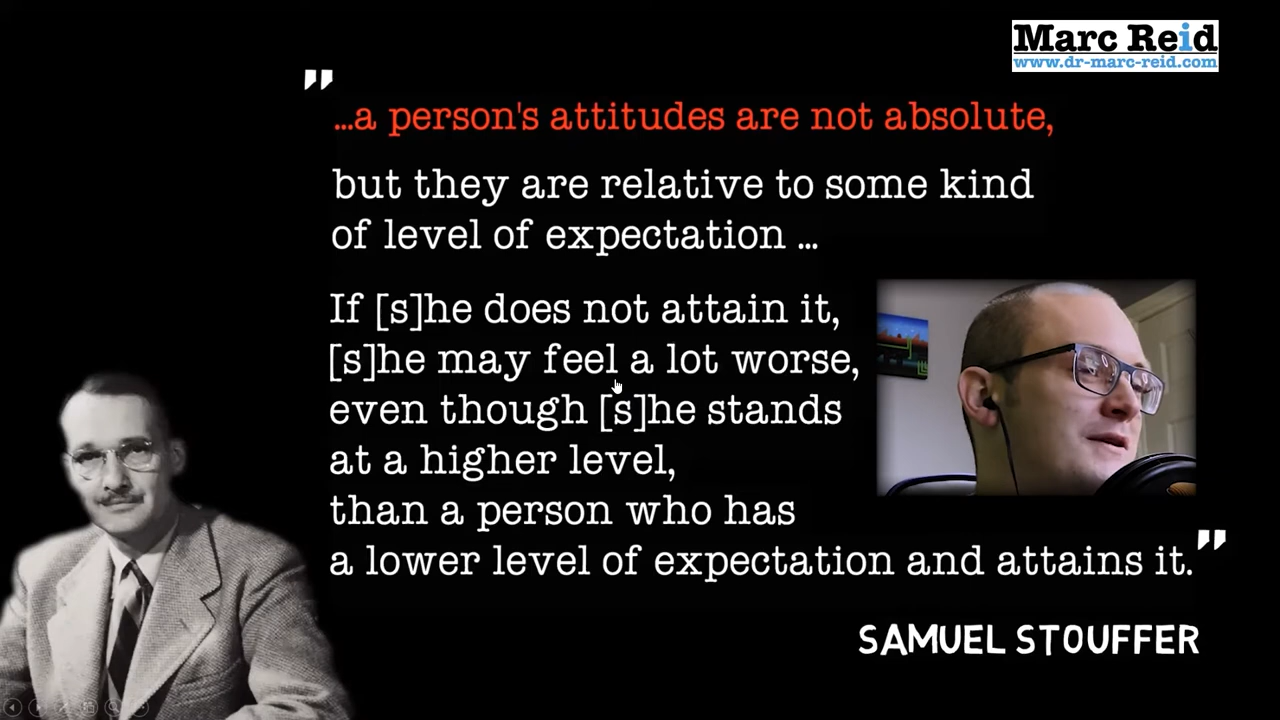 Marc Reid
www.dr-marc-reid.com
"
...a person's attitudes are not absolute,
but they are relative to some kind
of level of expectation ...
If [s]he does not attain it,
[s]he may feel a lot worse,
even though [s]he stands
at a higher level,
than a person who has
a lower level of expectation and attains it."
SAMUEL STOUFFER